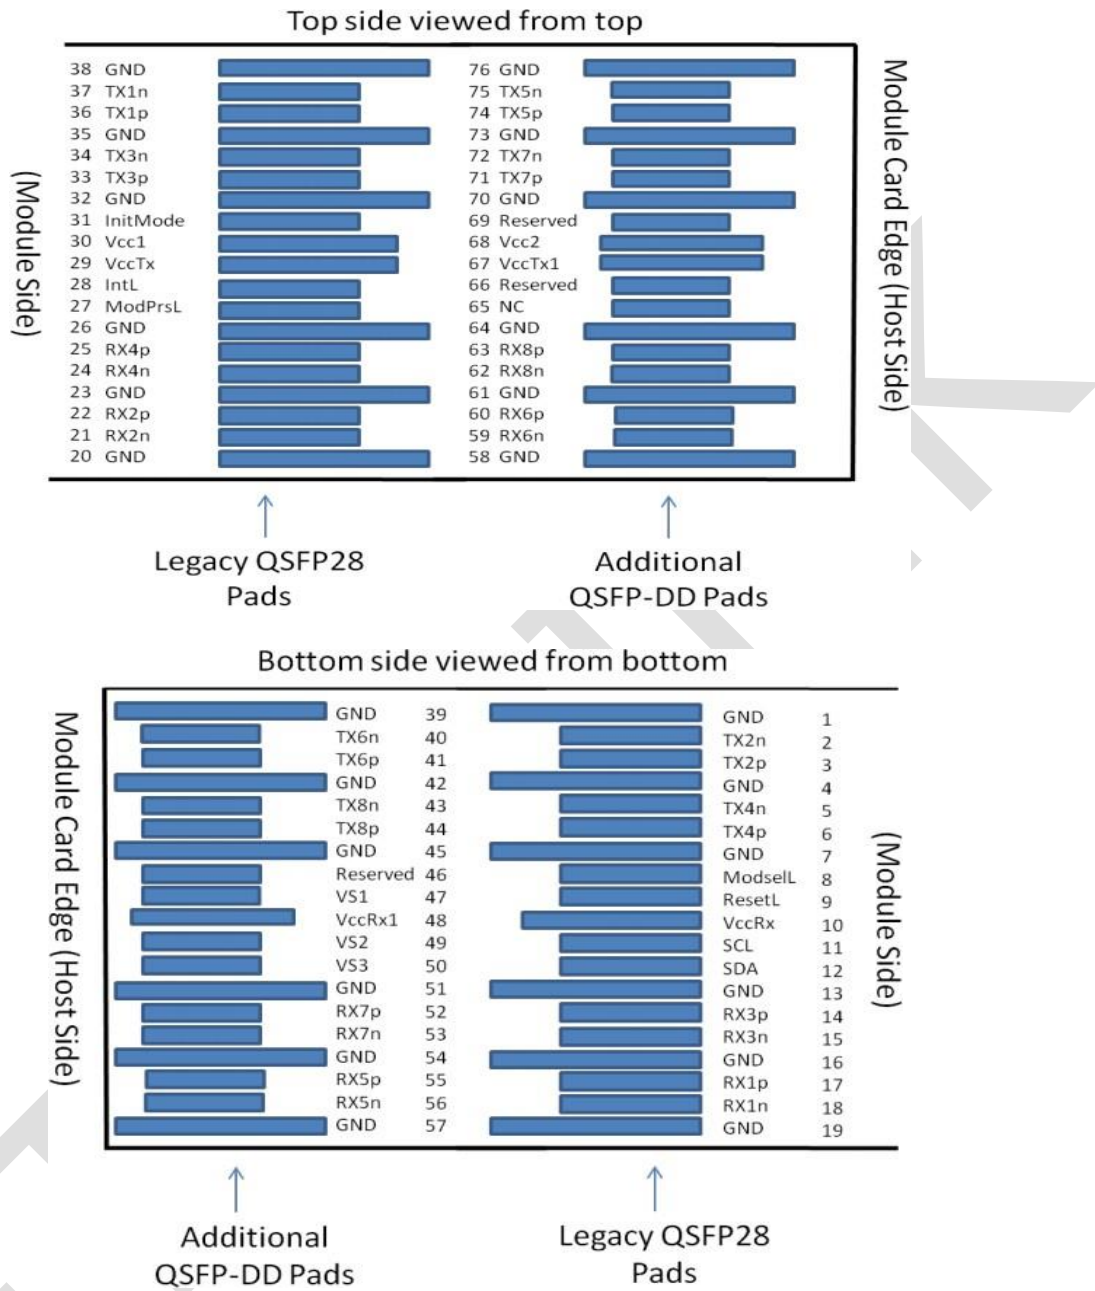 Top side viewed from top
(Module Side)
38 GND
37 TX1n
36 TX1p
35 GND
34 TX3n
33 TX3p
32 GND
31 InitMode
30 Vcc1
29 VccTx
28 IntL
27 ModPrsL
26 GND
25 RX4p
24 RX4n
23 GND
22 RX2p
21 RX2n
20 GND
76 GND
75 TX5n
74 TX5p
73 GND
72 TX7n
71 TX7p
70 GND
69 Reserved
68 Vcc2
67 VccTx1
66 Reserved
65 NC
64 GND
63 RX8p
62 RX8n
61 GND
60 RX6p
59 RX6n
58 GND
Module Card Edge (Host Side)
Legacy QSFP28
Pads
Additional
QSFP-DD Pads
Bottom side viewed from bottom
Module Card Edge (Host Side)
GND 39
TX6n 40
TX6p 41
GND 42
TX8n 43
TX8p 44
GND 45
Reserved 46
VS1 47
VccRx1 48
VS2 49
VS3 50
GND 51
RX7p 52
RX7n 53
GND 54
RX5p 55
RX5n 56
GND 57
GND 1
TX2n 2
TX2p 3
GND 4
TX4n 5
TX4p 6
GND 7
ModselL 8
ResetL 9
VccRx 10
SCL 11
SDA 12
GND 13
RX3p 14
RX3n 15
GND 16
RX1p 17
RX1n 18
GND 19
(Module Side)
Additional
QSFP-DD Pads
Legacy QSFP28
Pads